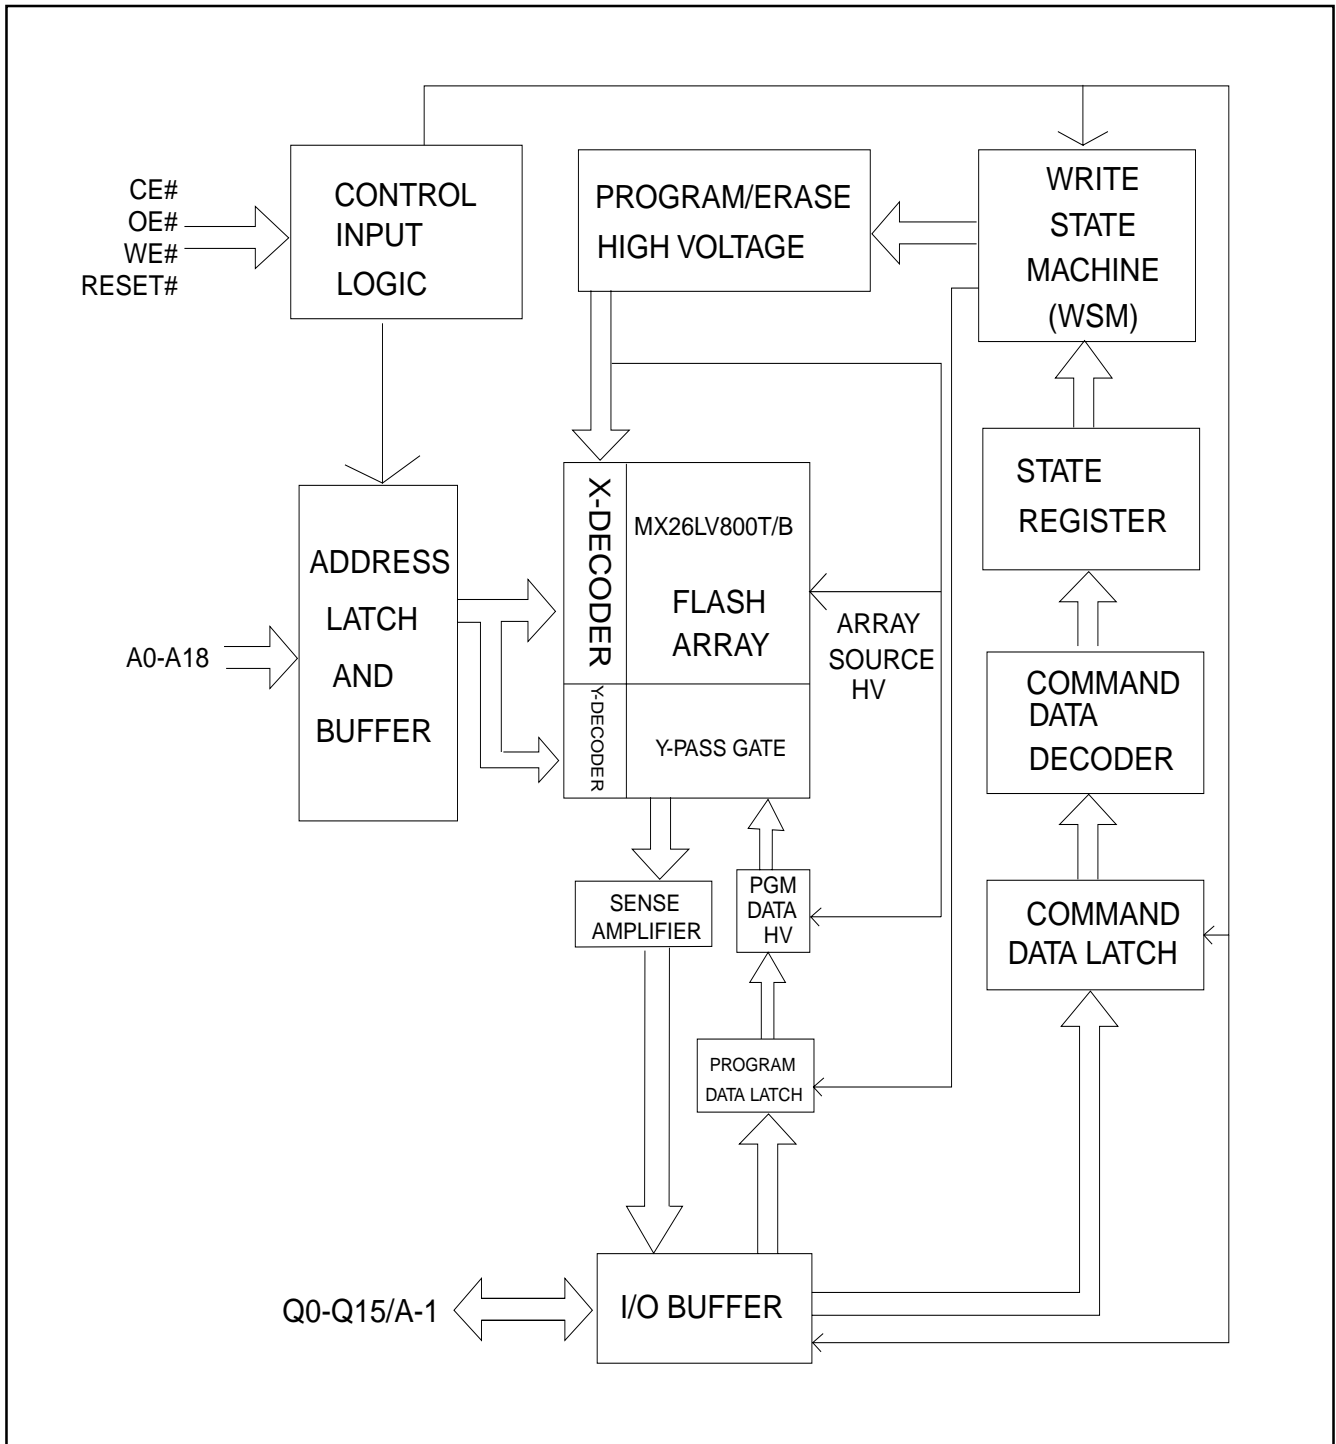 CE#
OE#
WE#
RESET#
CONTROL
INPUT
LOGIC
PROGRAM/ERASE
HIGH VOLTAGE
WRITE
STATE
MACHINE
(WSM)
STATE
REGISTER
ADDRESS
LATCH
AND
BUFFER
A0-A18
X-DECODER
MX26LV800T/B
FLASH
ARRAY
ARRAY
SOURCE
HV
Y-DECODER
Y-PASS GATE
COMMAND
DATA
DECODER
SENSE
AMPLIFIER
PGM
DATA
HV
COMMAND
DATA LATCH
PROGRAM
DATA LATCH
Q0-Q15/A-1
I/O BUFFER